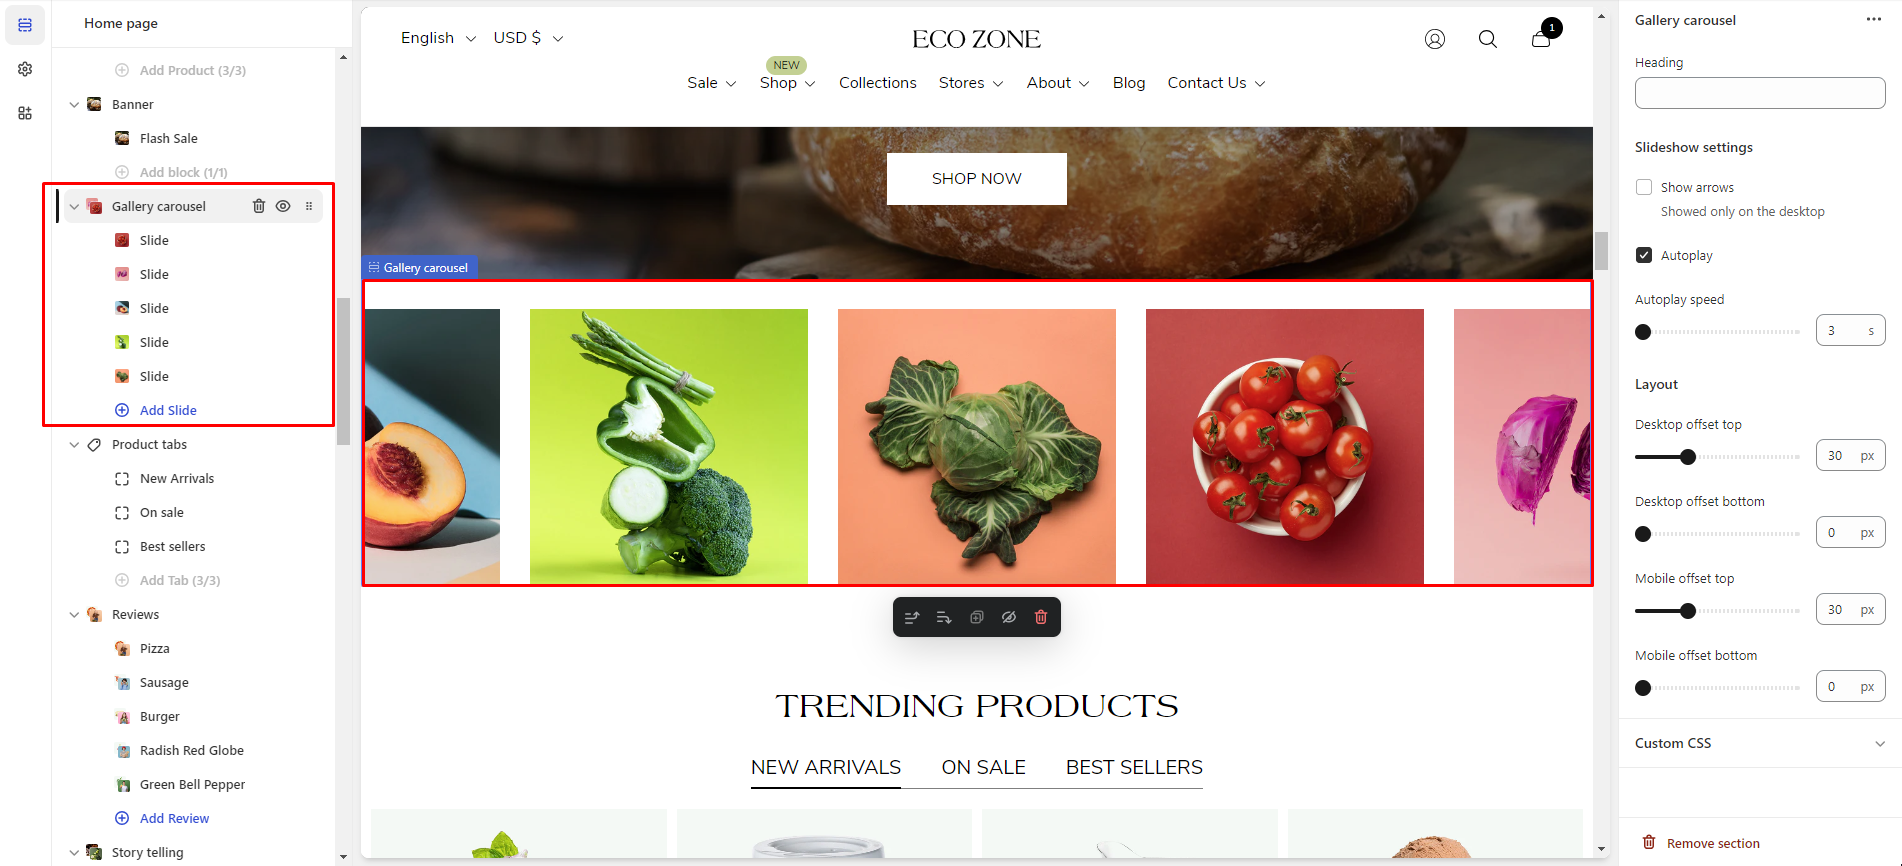 Home page
Add Product (3/3)
Banner
Flash Sale
Add block (1/1)
Gallery carousel
Slide
Slide
Slide
Slide
Slide
Add Slide
Product tabs
New Arrivals
On sale
Best sellers
Add Tab (3/3)
Reviews
Pizza
Sausage
Burger
Radish Red Globe
Green Bell Pepper
Add Review
Story telling
English USD $
ECO ZONE
1
NEW
Sale Shop Collections Stores About Blog Contact Us
SHOP NOW
Gallery carousel
TRENDING PRODUCTS
NEW ARRIVALS ON SALE BEST SELLERS
Gallery carousel
Heading
Slideshow settings
Show arrows
Showed only on the desktop
Autoplay
Autoplay speed
3 s
Layout
Desktop offset top
30 px
Desktop offset bottom
0 px
Mobile offset top
30 px
Mobile offset bottom
0 px
Custom CSS
Remove section